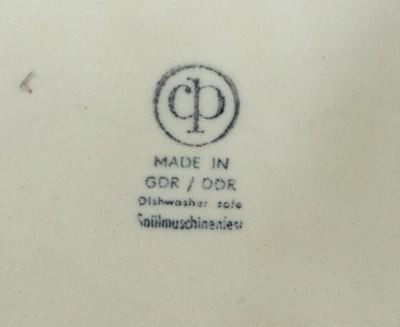 cp
MADE IN
GDR / DDR
Dishwasher safe
Spülmaschinenfest